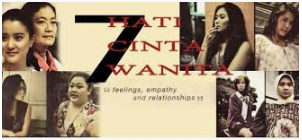 7 HATI
CINTA
WANITA
“ feelings, empathy
and relationships ”